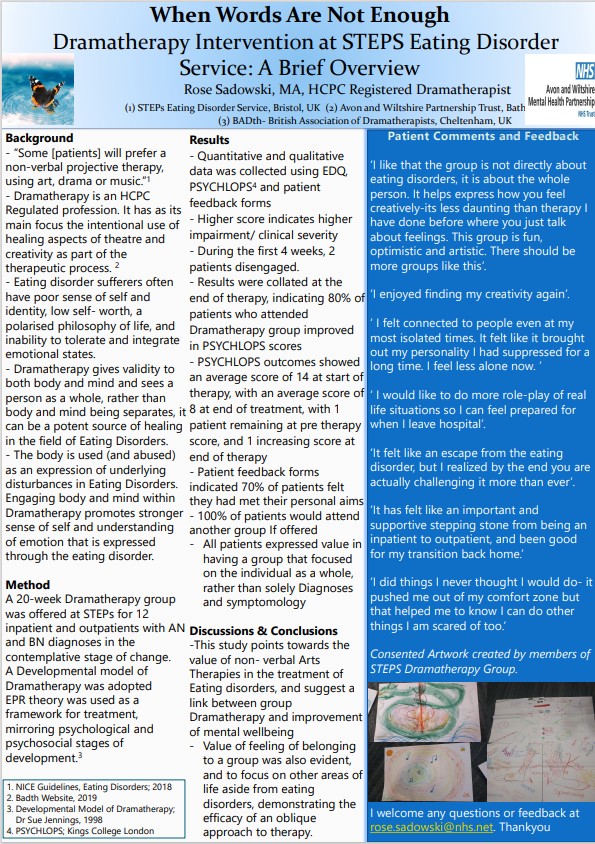 When Words Are Not Enough
Dramatherapy Intervention at STEPS Eating Disorder
Service: A Brief Overview
Rose Sadowski, MA, HCPC Registered Dramatherapist
(1) STEPs Eating Disorder Service, Bristol, UK (2) Avon and Wiltshire Partnership Trust, Bath
(3) BADth- British Association of Dramatherapists, Cheltenham, UK
NHS
Avon and Wiltshire
Mental Health Partnership
NHS Trust
Background
- “Some [patients] will prefer a
non-verbal projective therapy,
using art, drama or music.”1
- Dramatherapy is an HCPC
Regulated profession. It has as its
main focus the intentional use of
healing aspects of theatre and
creativity as part of the
therapeutic process. 2
- Eating disorder sufferers often
have poor sense of self and
identity, low self- worth, a
polarised philosophy of life, and
inability to tolerate and integrate
emotional states.
- Dramatherapy gives validity to
both body and mind and sees a
person as a whole, rather than
body and mind being separates, it
can be a potent source of healing
in the field of Eating Disorders.
- The body is used (and abused)
as an expression of underlying
disturbances in Eating Disorders.
Engaging body and mind within
Dramatherapy promotes stronger
sense of self and understanding
of emotion that is expressed
through the eating disorder.
Method
A 20-week Dramatherapy group
was offered at STEPs for 12
inpatient and outpatients with AN
and BN diagnoses in the
contemplative stage of change.
A Developmental model of
Dramatherapy was adopted
EPR theory was used as a
framework for treatment,
mirroring psychological and
psychosocial stages of
development.3
1. NICE Guidelines, Eating Disorders; 2018
2. Badth Website, 2019
3. Developmental Model of Dramatherapy;
Dr Sue Jennings, 1998
4. PSYCHLOPS; Kings College London
Results
- Quantitative and qualitative
data was collected using EDQ,
PSYCHLOPS4 and patient
feedback forms
- Higher score indicates higher
impairment/ clinical severity
- During the first 4 weeks, 2
patients disengaged.
- Results were collated at the
end of therapy, indicating 80% of
patients who attended
Dramatherapy group improved
in PSYCHLOPS scores
- PSYCHLOPS outcomes showed
an average score of 14 at start of
therapy, with an average score of
8 at end of treatment, with 1
patient remaining at pre therapy
score, and 1 increasing score at
end of therapy
- Patient feedback forms
indicated 70% of patients felt
they had met their personal aims
- 100% of patients would attend
another group If offered
- All patients expressed value in
having a group that focused
on the individual as a whole,
rather than solely Diagnoses
and symptomology
Discussions & Conclusions
-This study points towards the
value of non- verbal Arts
Therapies in the treatment of
Eating disorders, and suggest a
link between group
Dramatherapy and improvement
of mental wellbeing
- Value of feeling of belonging
to a group was also evident,
and to focus on other areas of
life aside from eating
disorders, demonstrating the
efficacy of an oblique
approach to therapy.
Patient Comments and Feedback
‘I like that the group is not directly about
eating disorders, it is about the whole
person. It helps express how you feel
creatively-its less daunting than therapy I
have done before where you just talk
about feelings. This group is fun,
optimistic and artistic. There should be
more groups like this’.
‘I enjoyed finding my creativity again’.
‘ I felt connected to people even at my
most isolated times. It felt like it brought
out my personality I had suppressed for a
long time. I feel less alone now. ’
‘ I would like to do more role-play of real
life situations so I can feel prepared for
when I leave hospital’.
‘It felt like an escape from the eating
disorder, but I realized by the end you are
actually challenging it more than ever’.
‘It has felt like an important and
supportive stepping stone from being an
inpatient to outpatient, and been good
for my transition back home.’
‘I did things I never thought I would do- it
pushed me out of my comfort zone but
that helped me to know I can do other
things I am scared of too.’
Consented Artwork created by members of
STEPS Dramatherapy Group.
I welcome any questions or feedback at
rose.sadowski@nhs.net. Thankyou